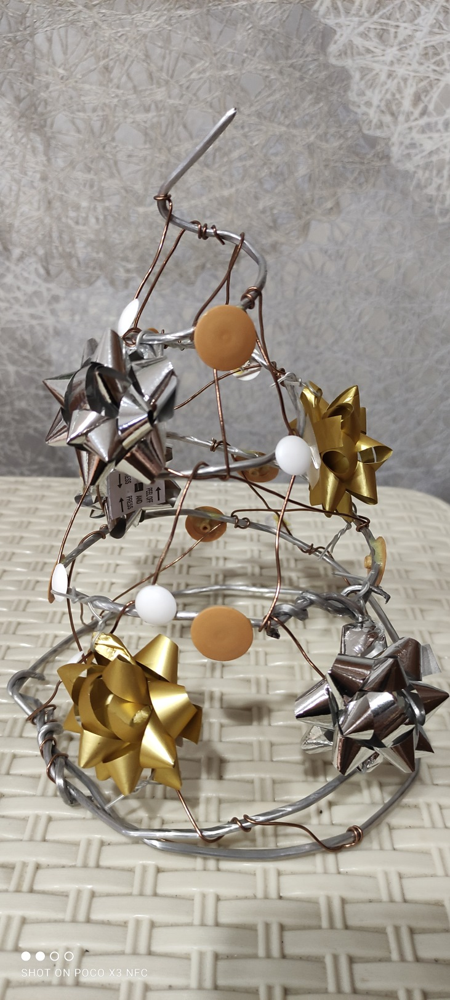 PRESS
AND
PEEL OFF
SHOT ON POCO X3 NFC